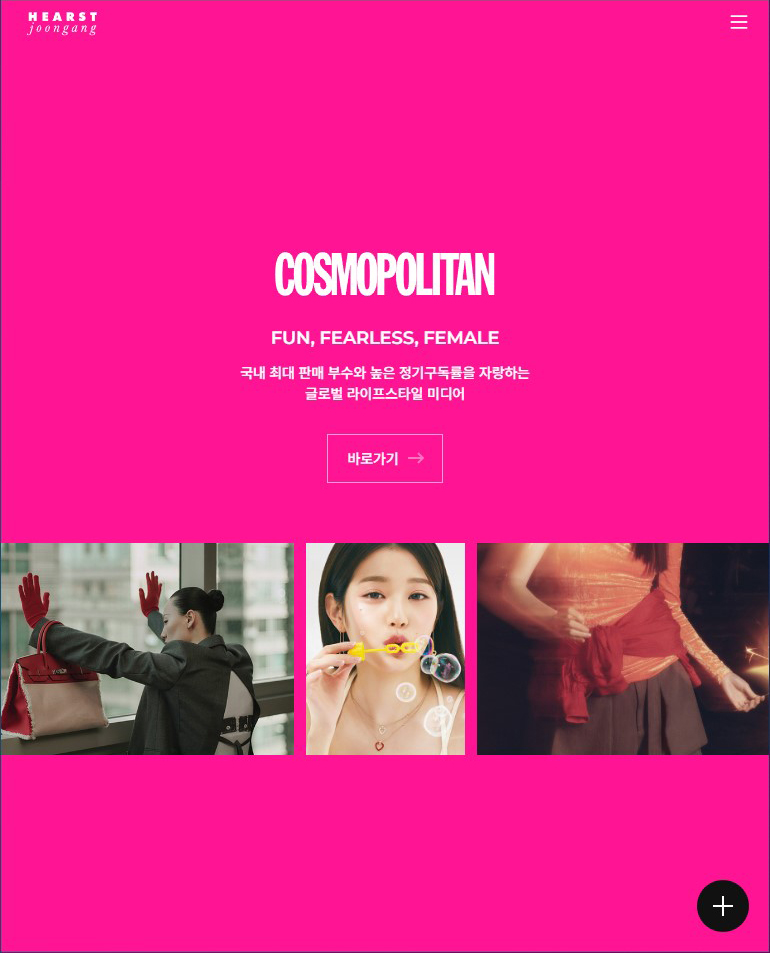 HEARST
joongang
COSMOPOLITAN
FUN, FEARLESS, FEMALE
국내 최대 판매 부수와 높은 정기구독률을 자랑하는
글로벌 라이프스타일 미디어
바로가기